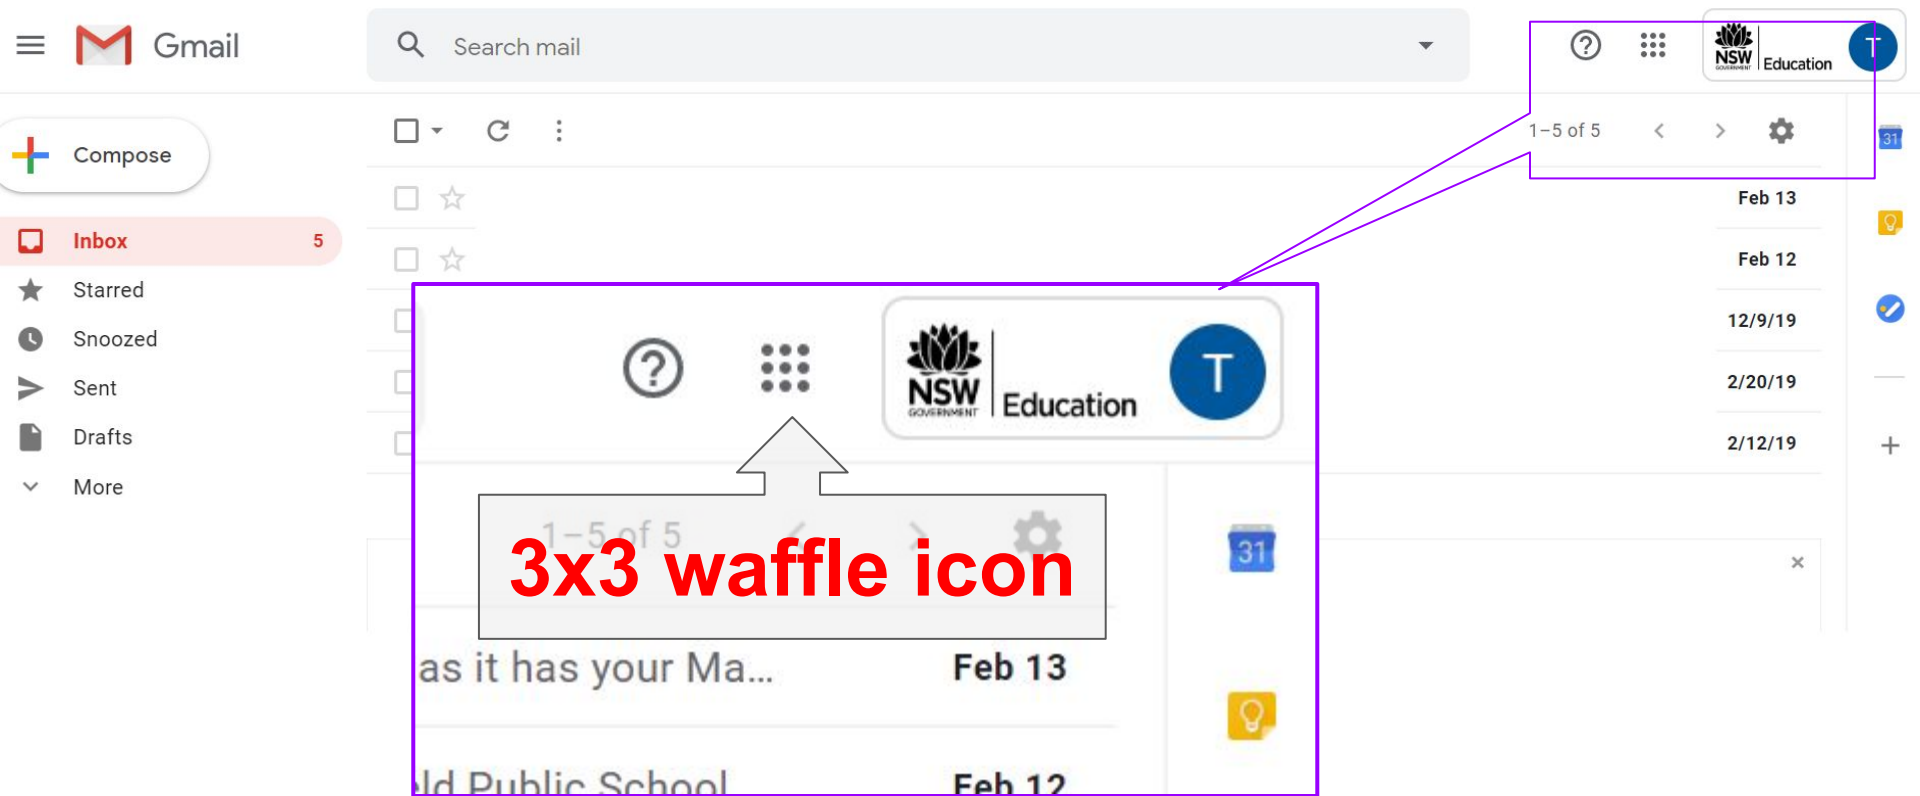 Gmail
Search mail
NSW
GOVERNMENT
Education
T
Compose
1–5 of 5
31
Inbox 5
Feb 13
Starred
Feb 12
Snoozed
12/9/19
Sent
2/20/19
Drafts
2/12/19
More
NSW
GOVERNMENT
Education
T
1–5 of 5
31
3x3 waffle icon
as it has your Ma...
Feb 13
Public School
Feb 12